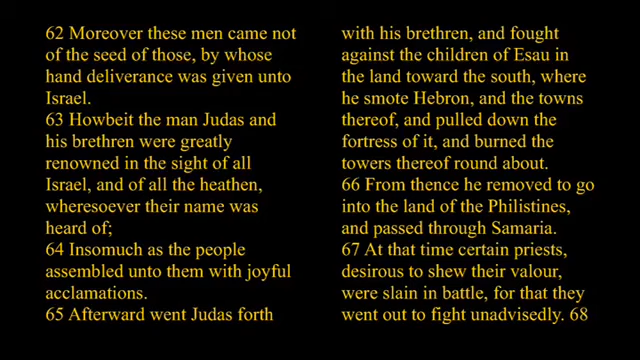 62 Moreover these men came not
of the seed of those, by whose
hand deliverance was given unto
Israel.
63 Howbeit the man Judas and
his brethren were greatly
renowned in the sight of all
Israel, and of all the heathen,
wheresoever their name was
heard of;
64 Insomuch as the people
assembled unto them with joyful
acclamations.
65 Afterward went Judas forth
with his brethren, and fought
against the children of Esau in
the land toward the south, where
he smote Hebron, and the towns
thereof, and pulled down the
fortress of it, and burned the
towers thereof round about.
66 From thence he removed to go
into the land of the Philistines,
and passed through Samaria.
67 At that time certain priests,
desirous to shew their valour,
were slain in battle, for that they
went out to fight unadvisedly. 68